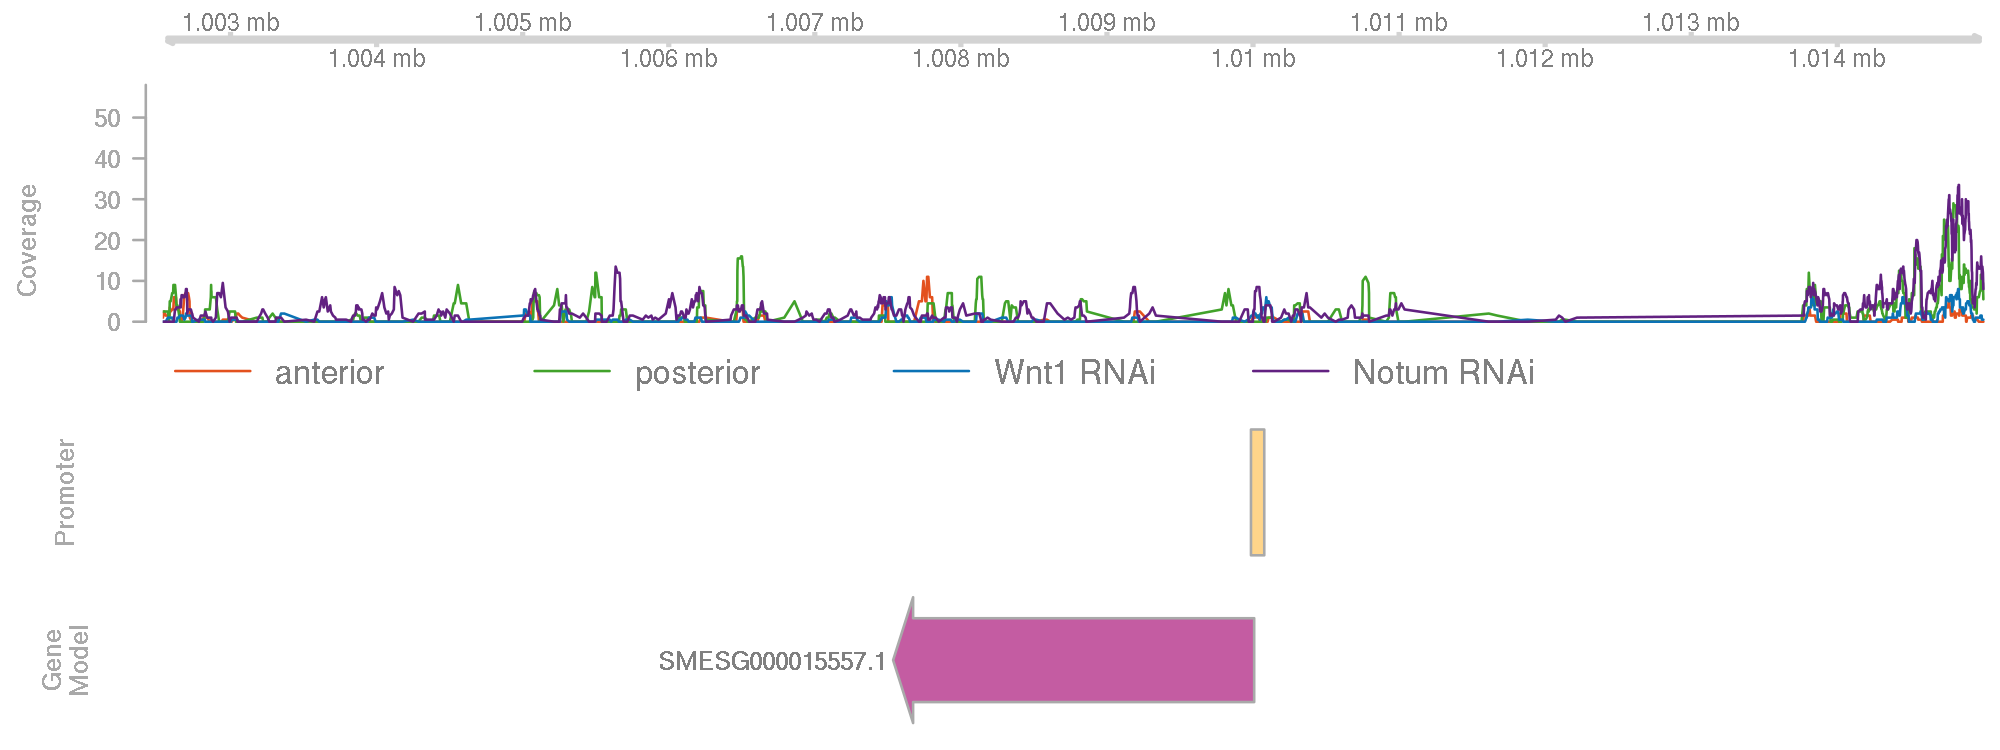 1.003 mb 1.005 mb 1.007 mb 1.009 mb 1.011 mb 1.013 mb
1.004 mb 1.006 mb 1.008 mb 1.01 mb 1.012 mb 1.014 mb
Coverage
50
40
30
20
10
0
anterior posterior Wnt1 RNAi Notum RNAi
Promoter
Gene
Model
SMESG000015557.1